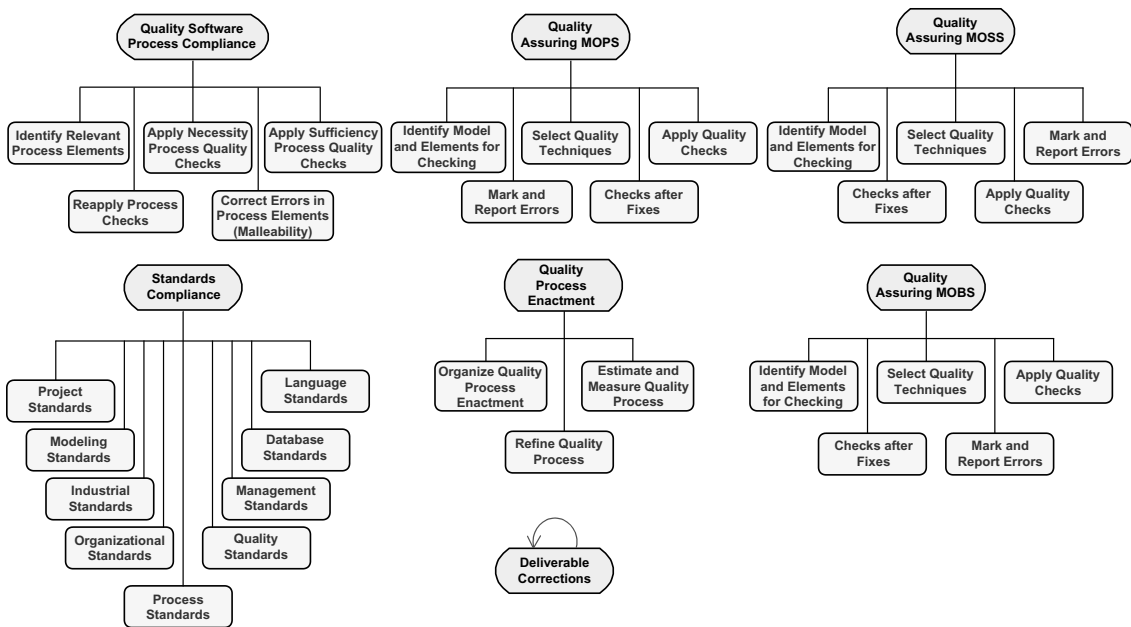 Quality Software
Process Compliance
Identify Relevant
Process Elements
Apply Necessity
Process Quality
Checks
Apply Sufficiency
Process Quality
Checks
Reapply Process
Checks
Correct Errors in
Process Elements
(Malleability)
Quality
Assuring MOPS
Identify Model
and Elements for
Checking
Select Quality
Techniques
Apply Quality
Checks
Mark and
Report Errors
Checks after
Fixes
Quality
Assuring MOSS
Identify Model
and Elements for
Checking
Select Quality
Techniques
Mark and
Report Errors
Checks after
Fixes
Apply Quality
Checks
Standards
Compliance
Project
Standards
Language
Standards
Modeling
Standards
Database
Standards
Industrial
Standards
Management
Standards
Organizational
Standards
Quality
Standards
Process
Standards
Quality
Process
Enactment
Organize Quality
Process
Enactment
Estimate and
Measure Quality
Process
Refine Quality
Process
Deliverable
Corrections
Quality
Assuring MOBS
Identify Model
and Elements
for Checking
Select Quality
Techniques
Apply Quality
Checks
Checks after
Fixes
Mark and
Report Errors